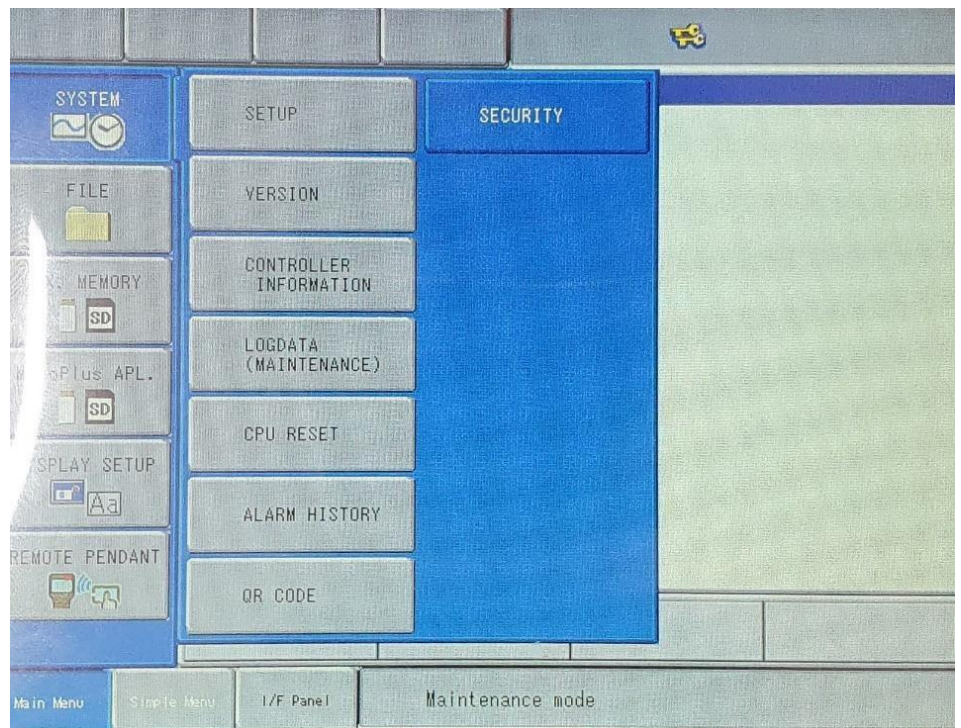 SYSTEM
SETUP
SECURITY
FILE
VERSION
MEMORY
SD
CONTROLLER
INFORMATION
APL.
SD
LOGDATA
(MAINTENANCE)
CPU RESET
SPLAY SETUP
Aa
ALARM HISTORY
REMOTE PENDANT
QR CODE
Main Menu
Simple Menu
I/F Panel
Maintenance mode